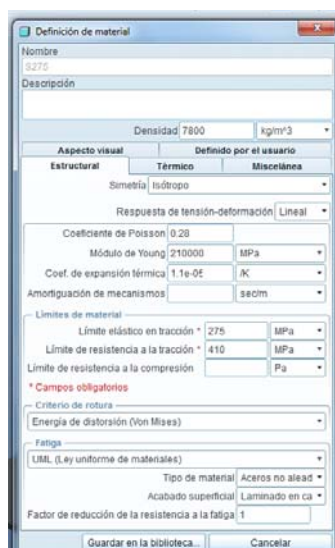 Definición de material
Nombre
S275
Descripción
Densidad 7800 kg/m^3
Aspecto visual Definido por el usuario
Estructural Térmico Miscelánea
Simetría Isótropo
Respuesta de tensión-deformación Lineal
Coeficiente de Poisson 0.28
Módulo de Young 210000 MPa
Coef. de expansión térmica 1.1e-05 /K
Amortiguación de mecanismos sec/m
Límites de material
Límite elástico en tracción * 275 MPa
Límite de resistencia a la tracción * 410 MPa
Límite de resistencia a la compresión Pa
* Campos obligatorios
Criterio de rotura
Energía de distorsión (Von Mises)
Fatiga
UML (Ley uniforme de materiales)
Tipo de material Aceros no alead
Acabado superficial Laminado en ca
Factor de reducción de la resistencia a la fatiga 1
Guardar en la biblioteca... Cancelar